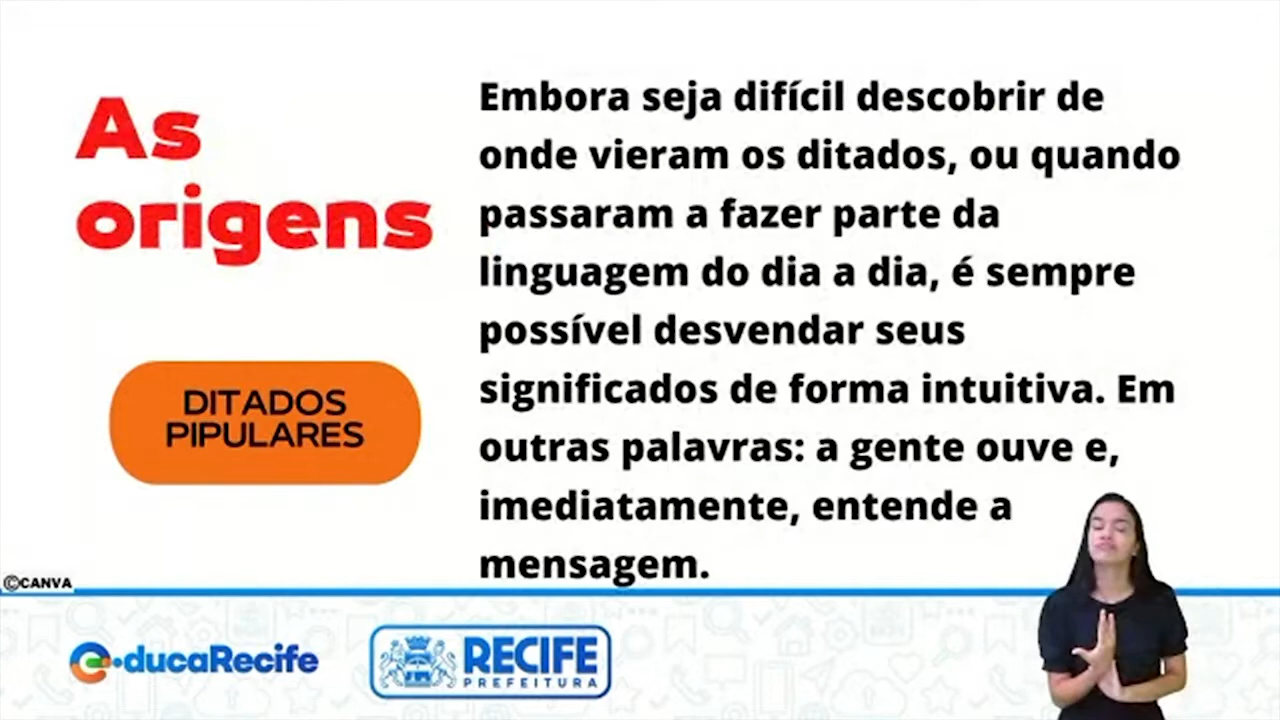 As
origens
DITADOS
PIPULARES
Embora seja difícil descobrir de
onde vieram os ditados, ou quando
passaram a fazer parte da
linguagem do dia a dia, é sempre
possível desvendar seus
significados de forma intuitiva. Em
outras palavras: a gente ouve e,
imediatamente, entende a
mensagem.
©CANVA
e·ducaRecife
RECIFE
PREFEITURA